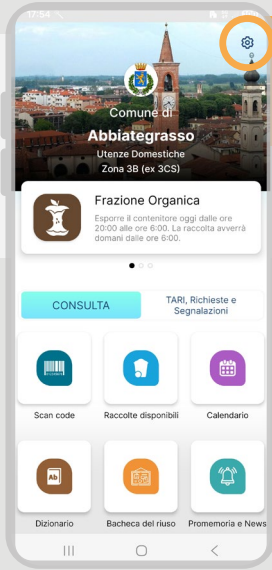 17:54
Comune di
Abbiategrasso
Utenze Domestiche
Zona 3B (ex 3CS)
Frazione Organica
Esporre il contenitore oggi dalle ore
20:00 alle ore 6:00. La raccolta avverrà
domani dalle ore 6:00.
CONSULTA
TARI, Richieste e
Segnalazioni
Scan code
Raccolte disponibili
Calendario
Ab
Dizionario
Bacheca del riuso
Promemoria e News